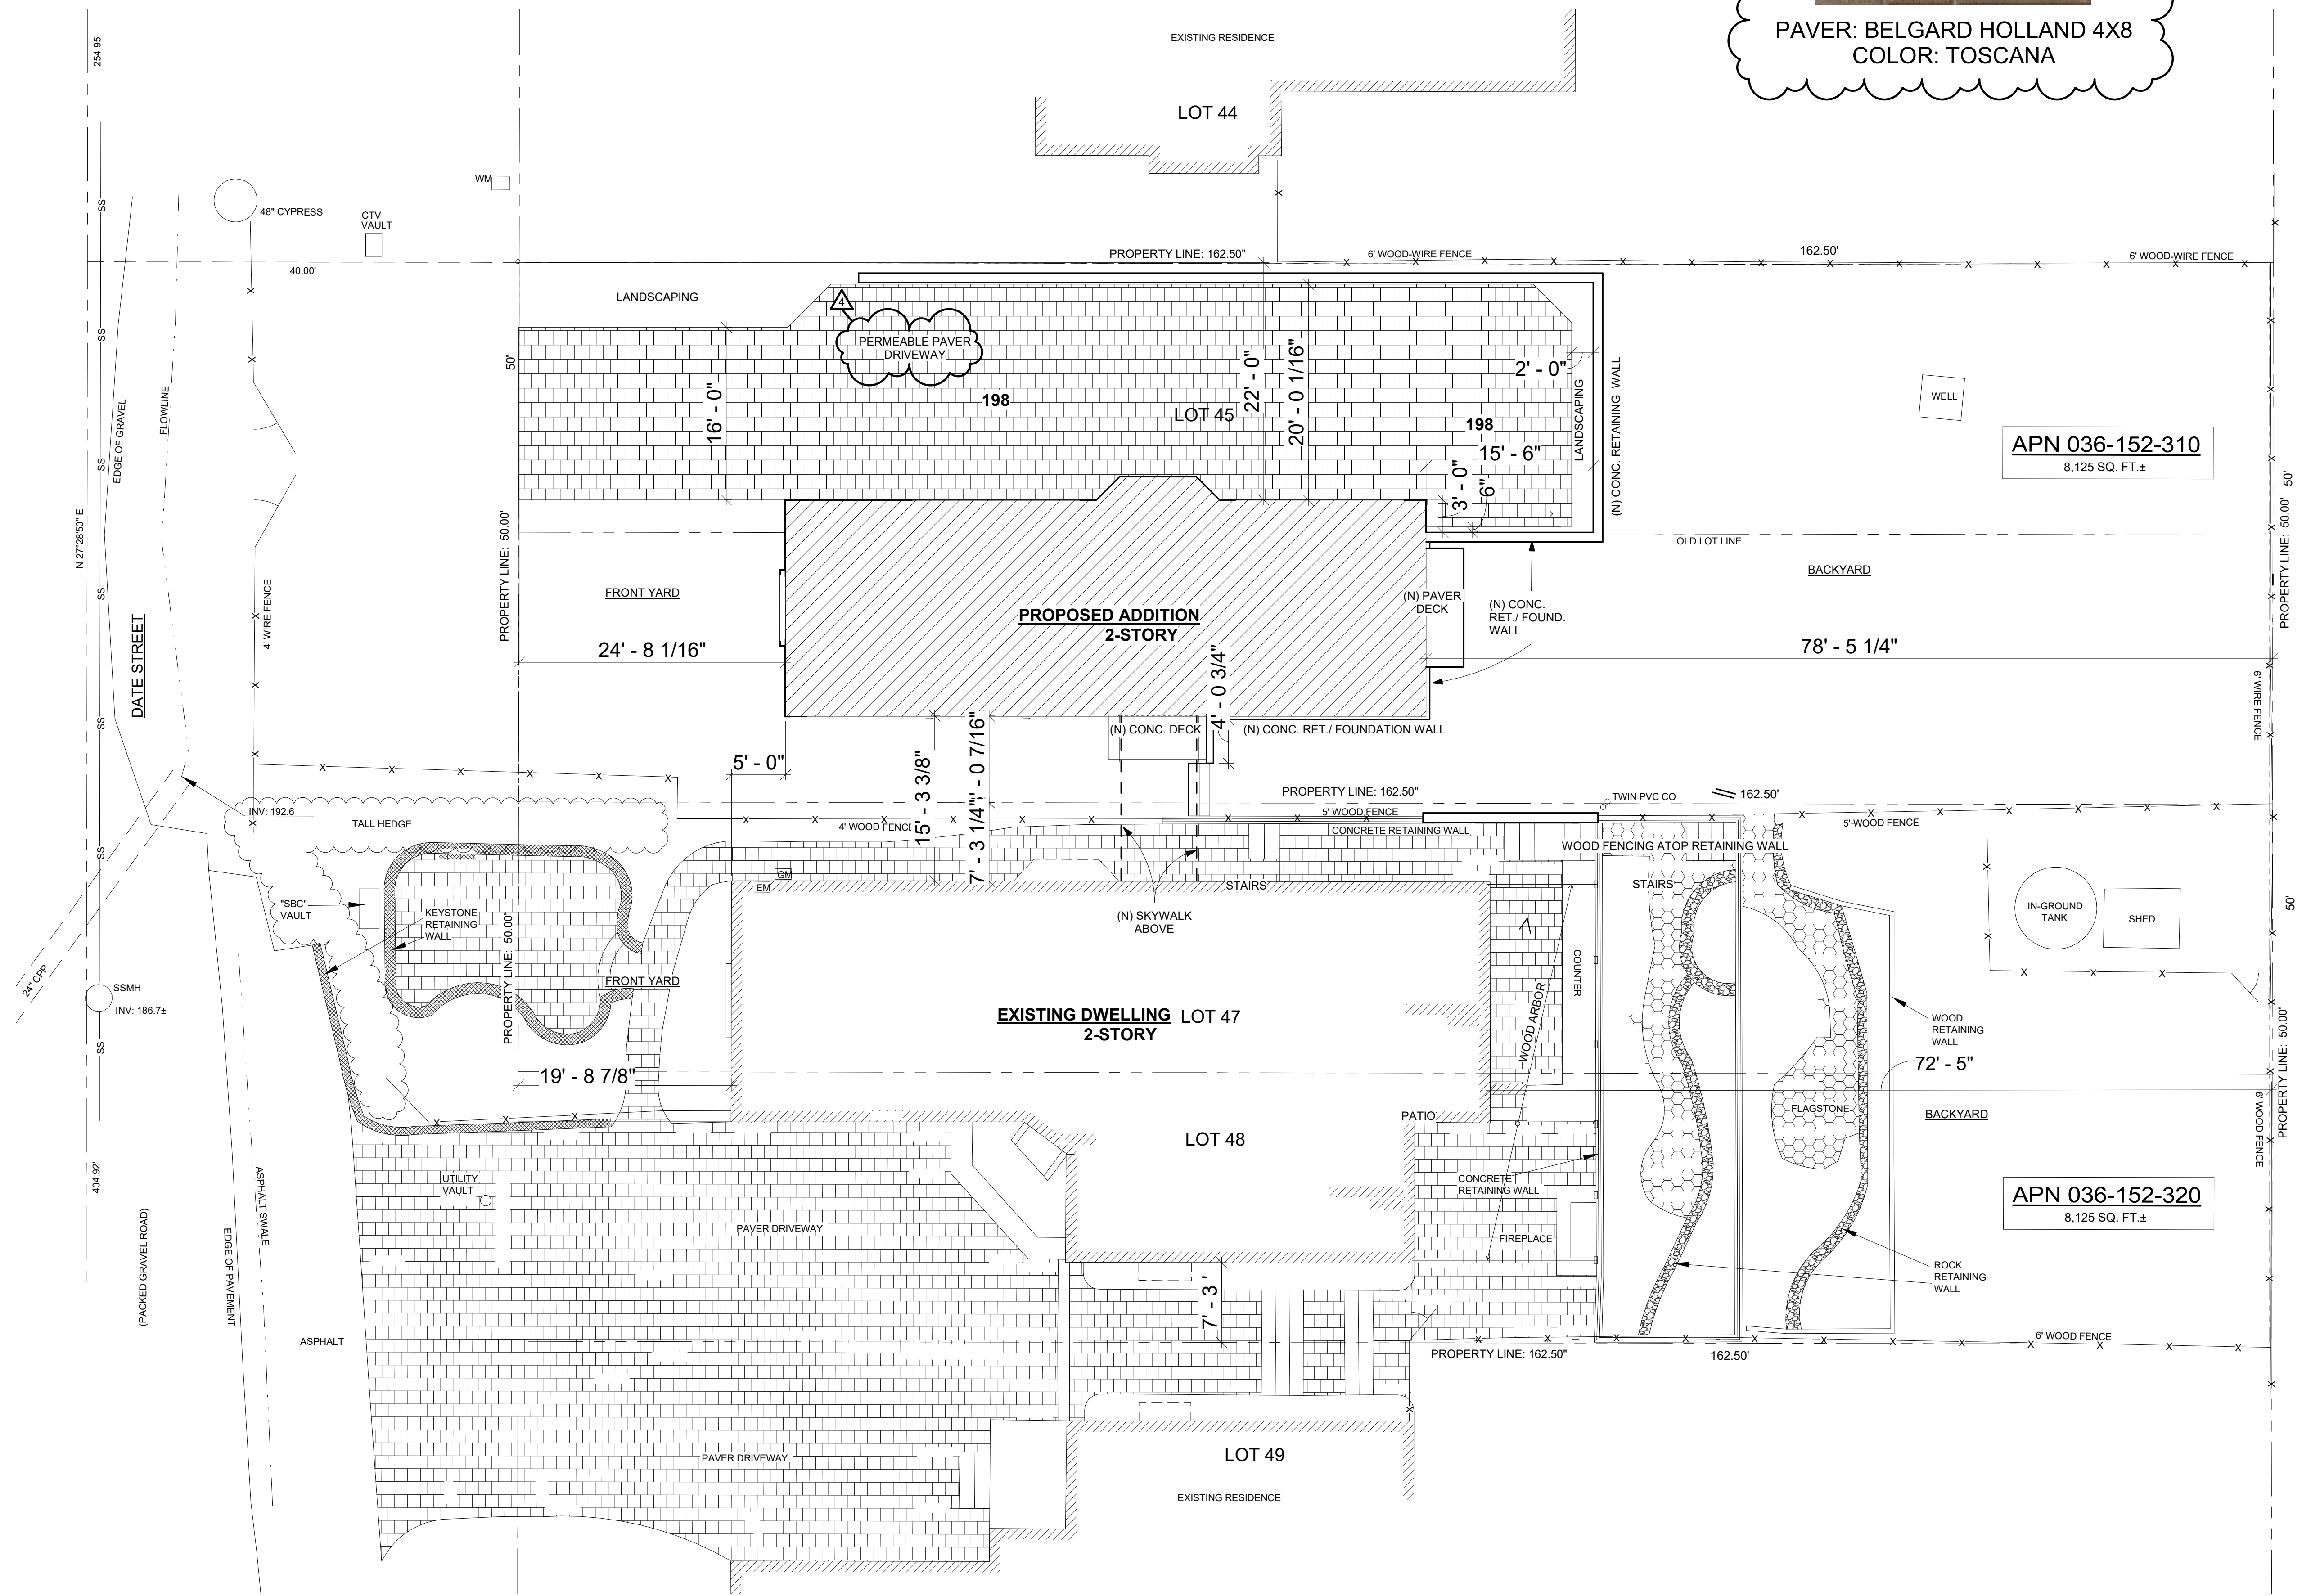 PAVER: BELGARD HOLLAND 4X8
COLOR: TOSCANA
254.95'
EXISTING RESIDENCE
LOT 44
WM
48" CYPRESS
CTV
VAULT
SS
40.00'
PROPERTY LINE: 162.50"
6' WOOD-WIRE FENCE
162.50'
6' WOOD-WIRE FENCE
LANDSCAPING
4
PERMEABLE PAVER
DRIVEWAY
50'
SS
EDGE OF GRAVEL
FLOWLINE
16' - 0"
198
LOT 45
22' - 0"
20' - 0 1/16"
2' - 0"
LANDSCAPING
(N) CONC. RETAINING WALL
198
15' - 6"
3' - 0"
6"
WELL
APN 036-152-310
8,125 SQ. FT.±
50'
PROPERTY LINE: 50.00'
SS
N 27°28'50" E
OLD LOT LINE
BACKYARD
PROPERTY LINE: 50.00'
FRONT YARD
SS
4' WIRE FENCE
DATE STREET
PROPOSED ADDITION
2-STORY
(N) PAVER
DECK
(N) CONC.
RET./ FOUND.
WALL
24' - 8 1/16"
78' - 5 1/4"
6' WIRE FENCE
SS
4' - 0 3/4"
(N) CONC. DECK
(N) CONC. RET./ FOUNDATION WALL
5' - 0"
15' - 3 3/8"
7' - 0 7/16"
7' - 3 1/4"
PROPERTY LINE: 162.50"
TWIN PVC CO
162.50'
INV: 192.6
TALL HEDGE
4' WOOD FENCE
5' WOOD FENCE
CONCRETE RETAINING WALL
5' WOOD FENCE
WOOD FENCING ATOP RETAINING WALL
SS
GM
EM
STAIRS
STAIRS
"SBC"
VAULT
KEYSTONE
RETAINING
WALL
(N) SKYWALK
ABOVE
IN-GROUND
TANK
SHED
50'
PROPERTY LINE: 50.00'
24" CPP
SSMH
INV: 186.7±
FRONT YARD
COUNTER
WOOD ARBOR
EXISTING DWELLING
2-STORY
LOT 47
WOOD
RETAINING
WALL
SS
PROPERTY LINE: 50.00'
19' - 8 7/8"
72' - 5"
FLAGSTONE
PATIO
BACKYARD
6' WOOD FENCE
LOT 48
404.92'
ASPHALT SWALE
UTILITY
VAULT
CONCRETE
RETAINING WALL
APN 036-152-320
8,125 SQ. FT.±
(PACKED GRAVEL ROAD)
EDGE OF PAVEMENT
PAVER DRIVEWAY
FIREPLACE
ROCK
RETAINING
WALL
7' - 3'
ASPHALT
PROPERTY LINE: 162.50"
162.50'
6' WOOD FENCE
PAVER DRIVEWAY
LOT 49
EXISTING RESIDENCE